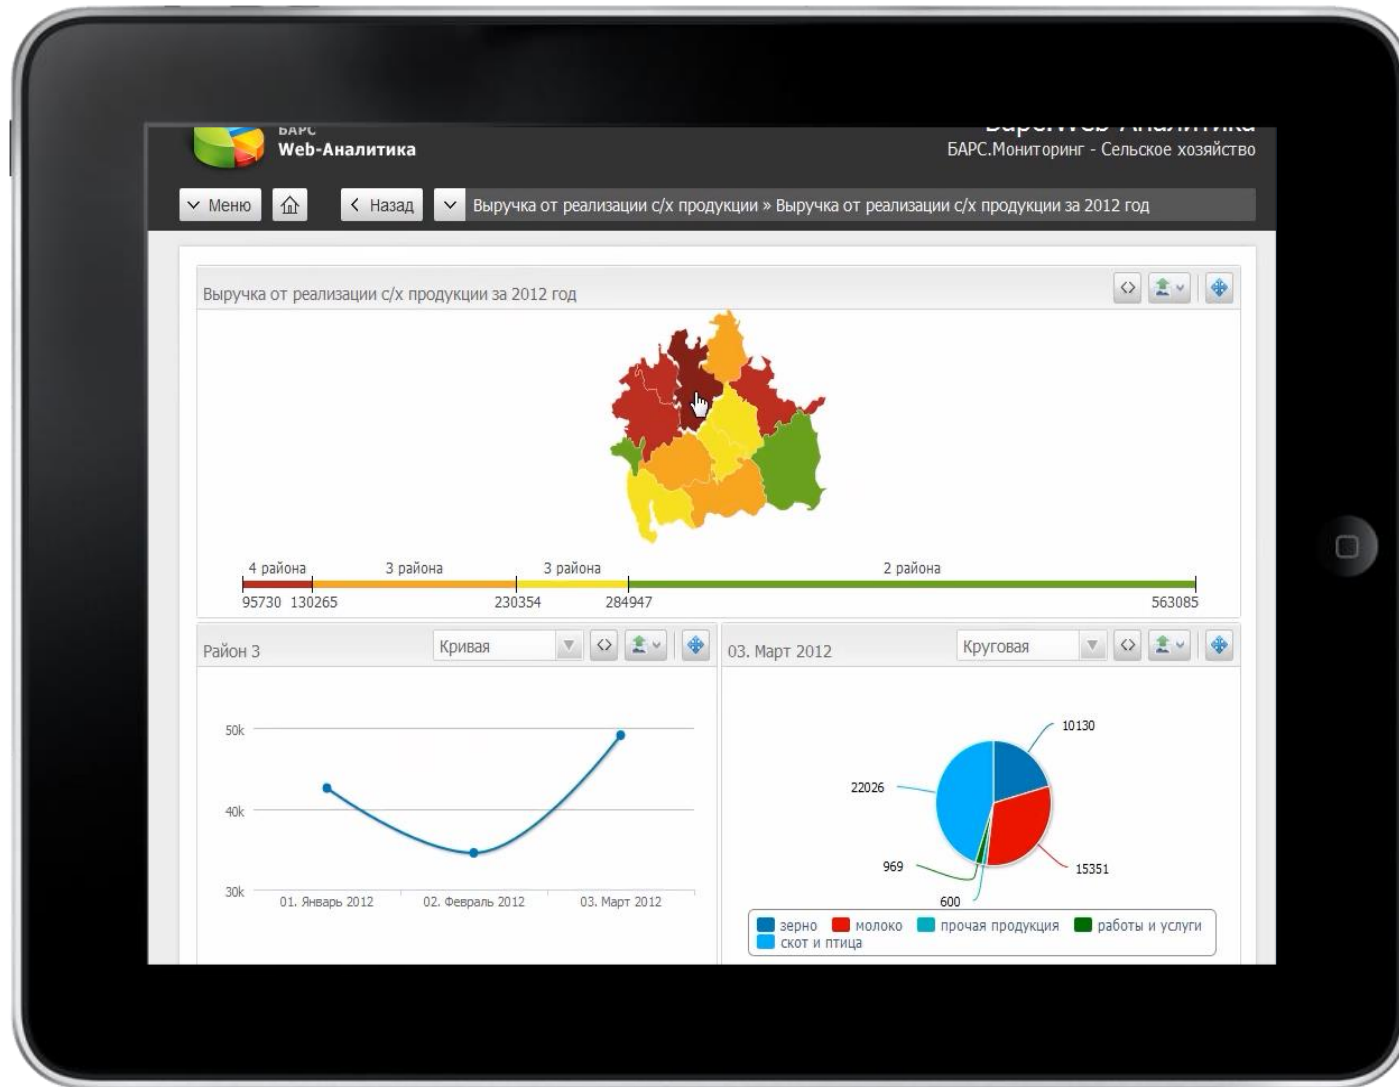 БАРС
Web-Аналитика
Барс.Web-Аналитика
БАРС.Мониторинг - Сельское хозяйство
Меню
Назад
Выручка от реализации с/х продукции » Выручка от реализации с/х продукции за 2012 год
Выручка от реализации с/х продукции за 2012 год
4 района 3 района 3 района 2 района
95730 130265 230354 284947 563085
Район 3
Кривая
50k
40k
30k
01. Январь 2012 02. Февраль 2012 03. Март 2012
03. Март 2012
Круговая
10130
22026
969
15351
600
зерно молоко прочая продукция работы и услуги
скот и птица